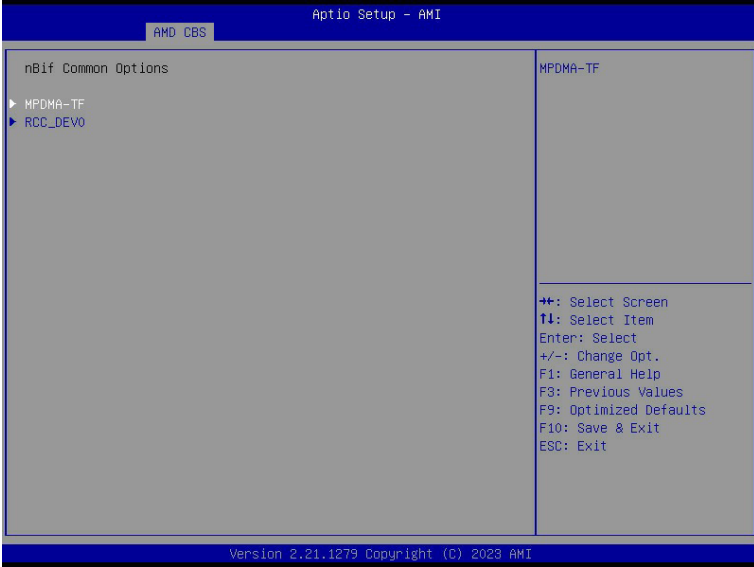 Aptio Setup - AMI
AMD CBS
nBif Common Options
MPDMA-TF
RCC_DEV0
MPDMA-TF
→←: Select Screen
↑↓: Select Item
Enter: Select
+/-: Change Opt.
F1: General Help
F3: Previous Values
F9: Optimized Defaults
F10: Save & Exit
ESC: Exit
Version 2.21.1279 Copyright (C) 2023 AMI